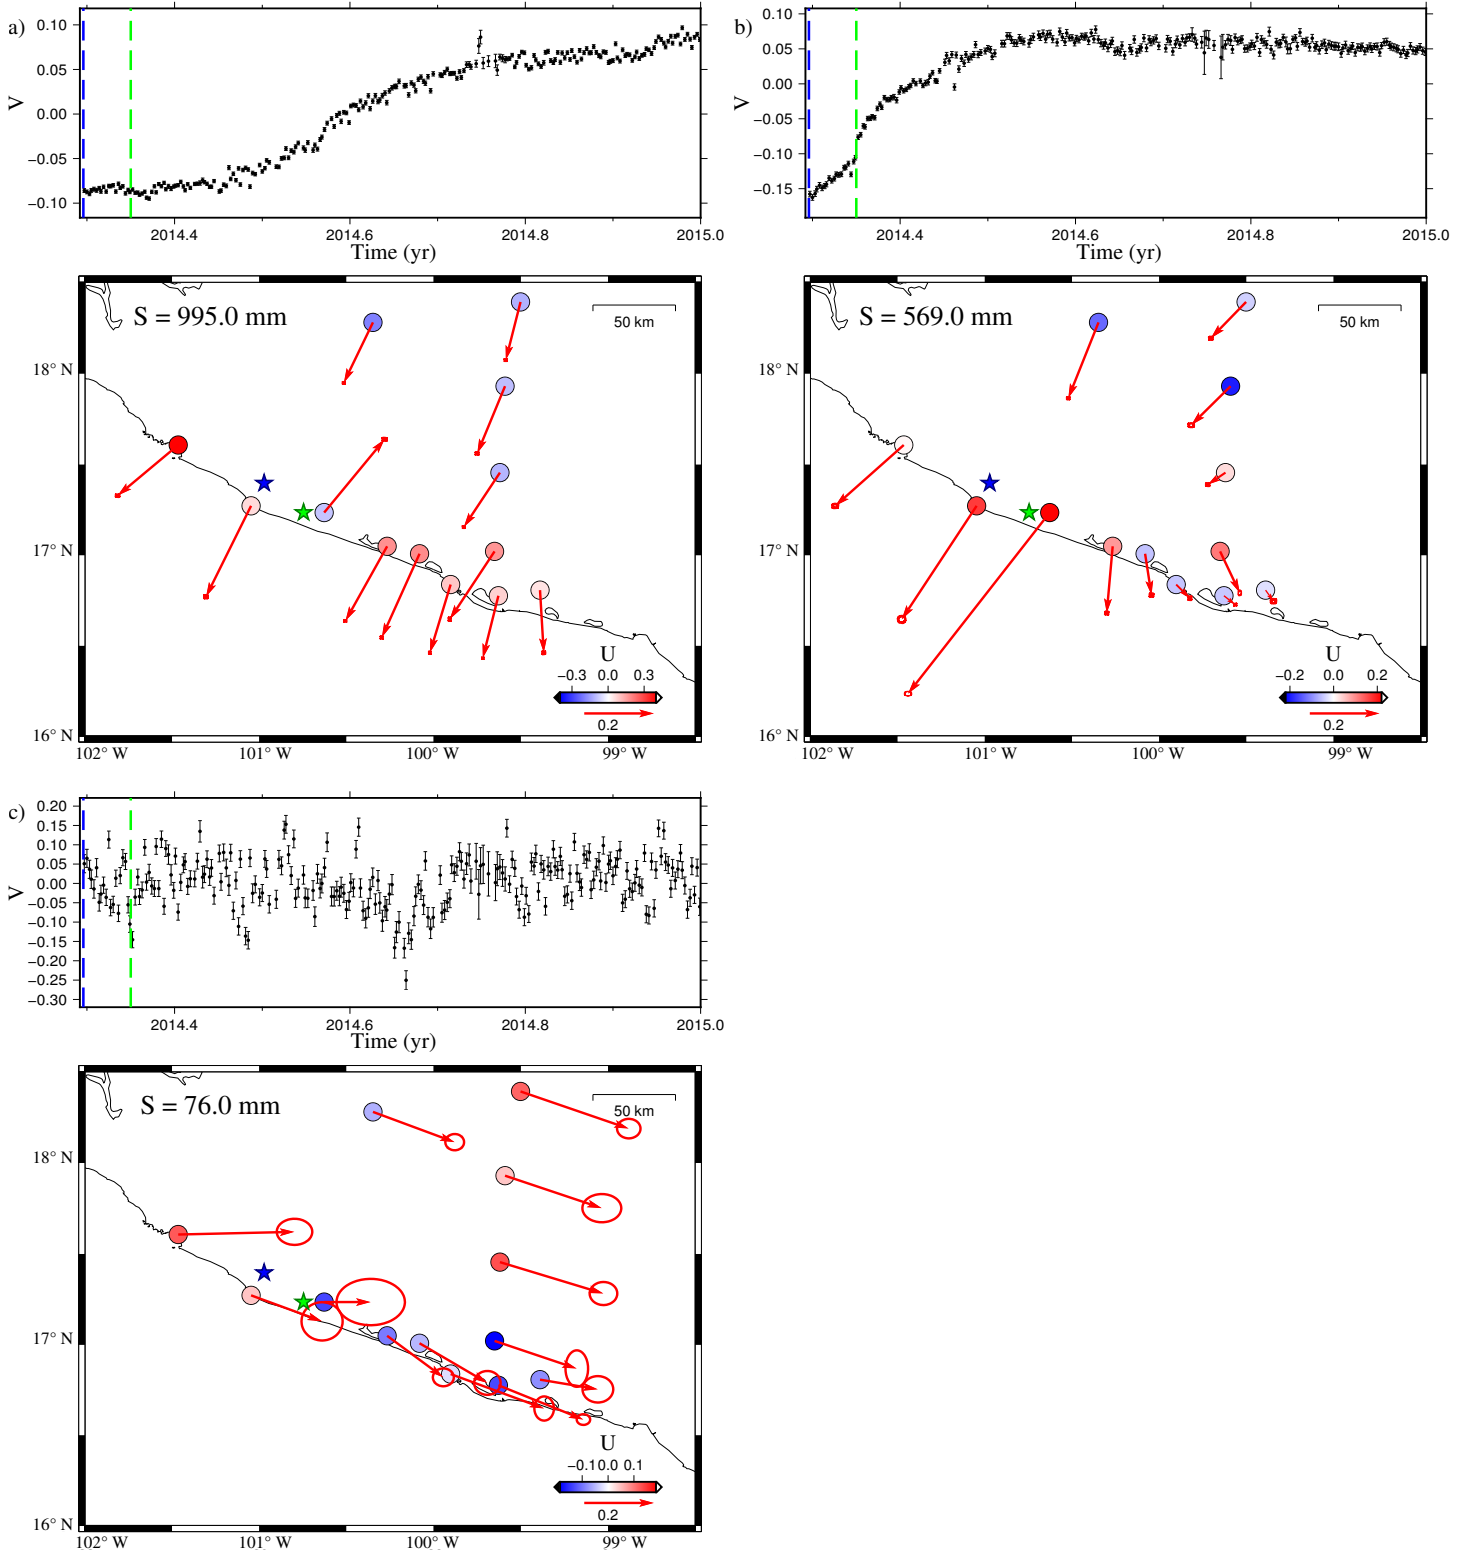 a)
0.10
0.05
0.00
−0.05
−0.10
V
2014.4
2014.6
2014.8
2015.0
Time (yr)
b)
0.10
0.05
0.00
−0.05
−0.10
−0.15
V
2014.4
2014.6
2014.8
2015.0
Time (yr)
S = 995.0 mm
50 km
18° N
17° N
16° N
102° W
101° W
100° W
99° W
U
−0.3 0.0 0.3
0.2
S = 569.0 mm
50 km
18° N
17° N
16° N
102° W
101° W
100° W
99° W
U
−0.2 0.0 0.2
0.2
c)
0.20
0.15
0.10
0.05
0.00
−0.05
−0.10
−0.15
−0.20
−0.25
−0.30
V
2014.4
2014.6
2014.8
2015.0
Time (yr)
S = 76.0 mm
50 km
18° N
17° N
16° N
102° W
101° W
100° W
99° W
U
−0.1 0.0 0.1
0.2